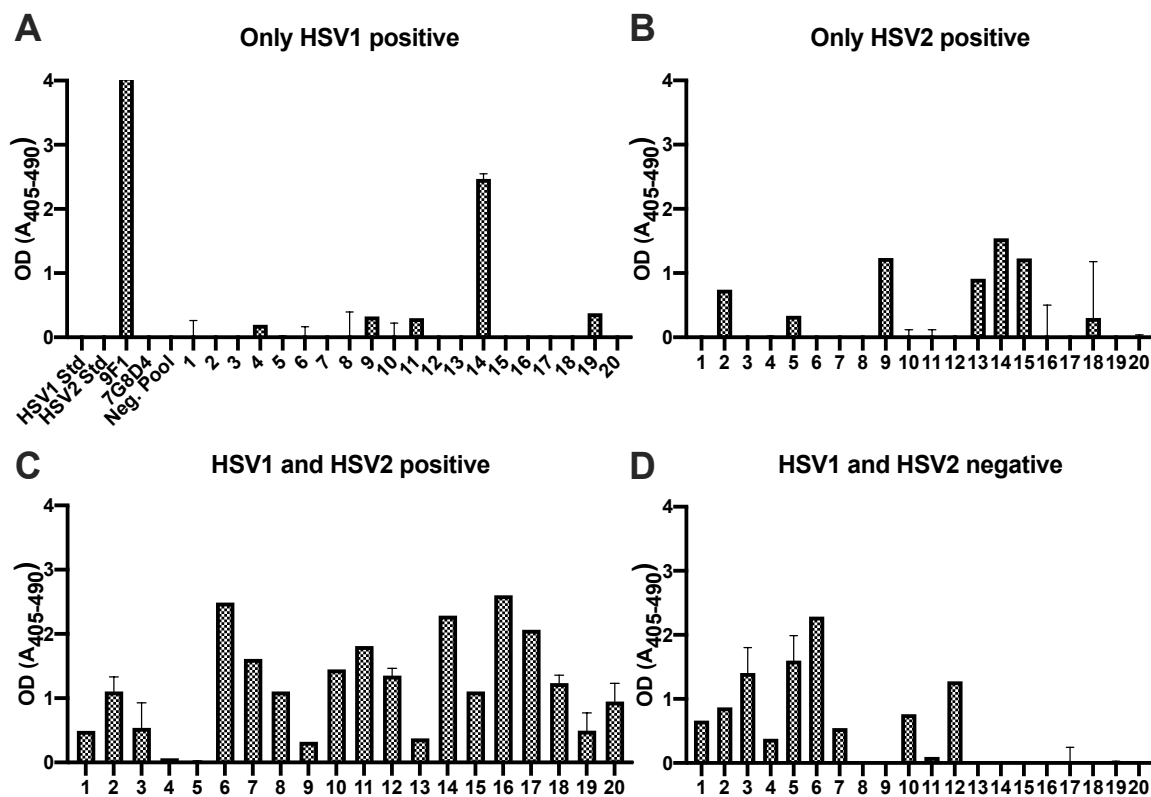 A
Only HSV1 positive
OD (A405-490)
4
3
2
1
0
HSV1 Std
HSV2 Std
9F1
7G8D4
Neg. Pool
1
2
3
4
5
6
7
8
9
10
11
12
13
14
15
16
17
18
19
20
B
Only HSV2 positive
OD (A405-490)
4
3
2
1
0
1 2 3 4 5 6 7 8 9 10 11 12 13 14 15 16 17 18 19 20
C
HSV1 and HSV2 positive
OD (A405-490)
4
3
2
1
0
1 2 3 4 5 6 7 8 9 10 11 12 13 14 15 16 17 18 19 20
D
HSV1 and HSV2 negative
OD (A405-490)
4
3
2
1
0
1 2 3 4 5 6 7 8 9 10 11 12 13 14 15 16 17 18 19 20